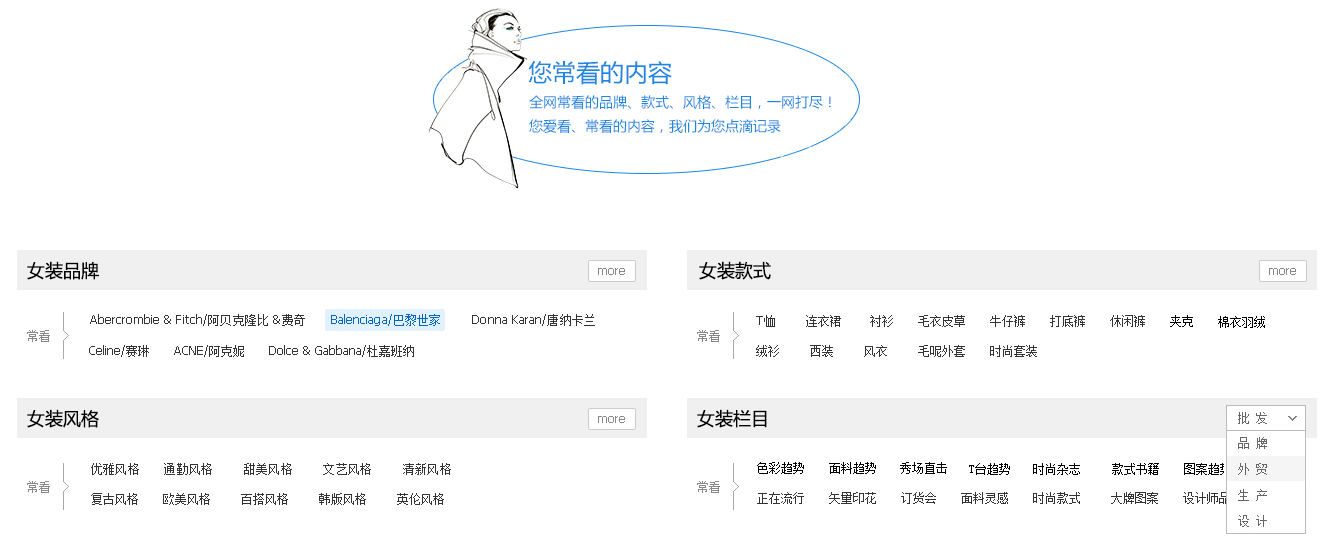 您常看的内容
全网常看的品牌、款式、风格、栏目，一网打尽！
您爱看、常看的内容，我们为您点滴记录
女装品牌 more
常看
Abercrombie & Fitch/阿贝克隆比 &费奇 Balenciaga/巴黎世家 Donna Karan/唐纳卡兰
Celine/赛琳 ACNE/阿克妮 Dolce & Gabbana/杜嘉班纳
女装款式 more
常看
T恤 连衣裙 衬衫 毛衣皮草 牛仔裤 打底裤 休闲裤 夹克 棉衣羽绒
绒衫 西装 风衣 毛呢外套 时尚套装
女装风格 more
常看
优雅风格 通勤风格 甜美风格 文艺风格 清新风格
复古风格 欧美风格 百搭风格 韩版风格 英伦风格
女装栏目
常看
色彩趋势 面料趋势 秀场直击 T台趋势 时尚杂志 款式书籍 图案趋
正在流行 矢量印花 订货会 面料灵感 时尚款式 大牌图案 设计师品
批 发
品 牌
外 贸
生 产
设 计